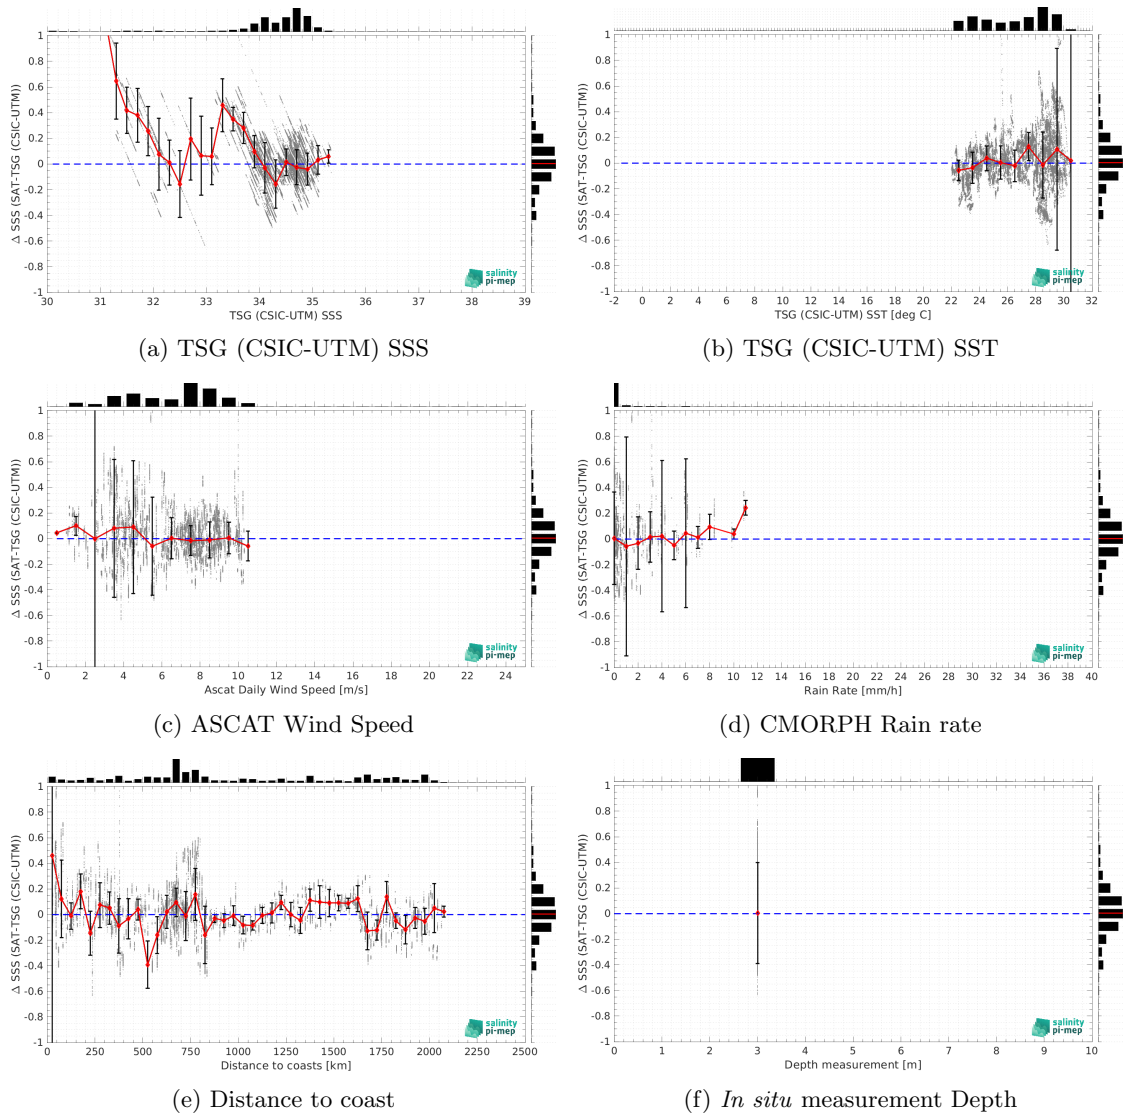 1
0.8
0.6
0.4
0.2
0
-0.2
-0.4
-0.6
-0.8
-1
Δ SSS (SAT-TSG (CSIC-UTM))
salinity
pi-mep
30 31 32 33 34 35 36 37 38 39
TSG (CSIC-UTM) SSS
(a) TSG (CSIC-UTM) SSS
1
0.8
0.6
0.4
0.2
0
-0.2
-0.4
-0.6
-0.8
-1
Δ SSS (SAT-TSG (CSIC-UTM))
salinity
pi-mep
-2 0 2 4 6 8 10 12 14 16 18 20 22 24 26 28 30 32
TSG (CSIC-UTM) SST [deg C]
(b) TSG (CSIC-UTM) SST
1
0.8
0.6
0.4
0.2
0
-0.2
-0.4
-0.6
-0.8
-1
Δ SSS (SAT-TSG (CSIC-UTM))
salinity
pi-mep
0 2 4 6 8 10 12 14 16 18 20 22 24
Ascat Daily Wind Speed [m/s]
(c) ASCAT Wind Speed
1
0.8
0.6
0.4
0.2
0
-0.2
-0.4
-0.6
-0.8
-1
Δ SSS (SAT-TSG (CSIC-UTM))
salinity
pi-mep
0 2 4 6 8 10 12 14 16 18 20 22 24 26 28 30 32 34 36 38 40
Rain Rate [mm/h]
(d) CMORPH Rain rate
1
0.8
0.6
0.4
0.2
0
-0.2
-0.4
-0.6
-0.8
-1
Δ SSS (SAT-TSG (CSIC-UTM))
salinity
pi-mep
0 250 500 750 1000 1250 1500 1750 2000 2250 2500
Distance to coasts [km]
(e) Distance to coast
1
0.8
0.6
0.4
0.2
0
-0.2
-0.4
-0.6
-0.8
-1
Δ SSS (SAT-TSG (CSIC-UTM))
salinity
pi-mep
0 1 2 3 4 5 6 7 8 9 10
Depth measurement [m]
(f) In situ measurement Depth